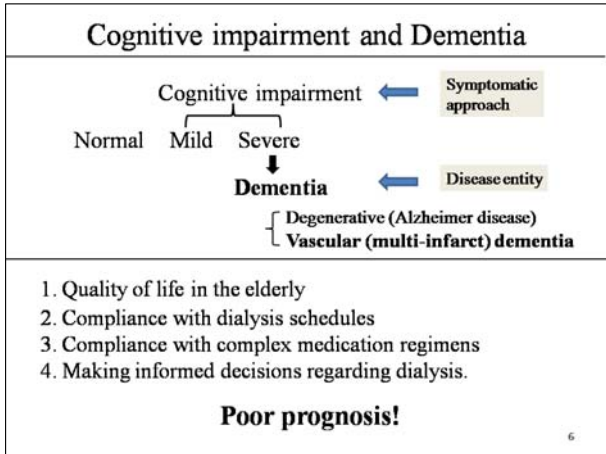 Cognitive impairment and Dementia
Cognitive impairment
Symptomatic
approach
Normal Mild Severe
Dementia
Disease entity
Degenerative (Alzheimer disease)
Vascular (multi-infarct) dementia
1. Quality of life in the elderly
2. Compliance with dialysis schedules
3. Compliance with complex medication regimens
4. Making informed decisions regarding dialysis.
Poor prognosis!
6